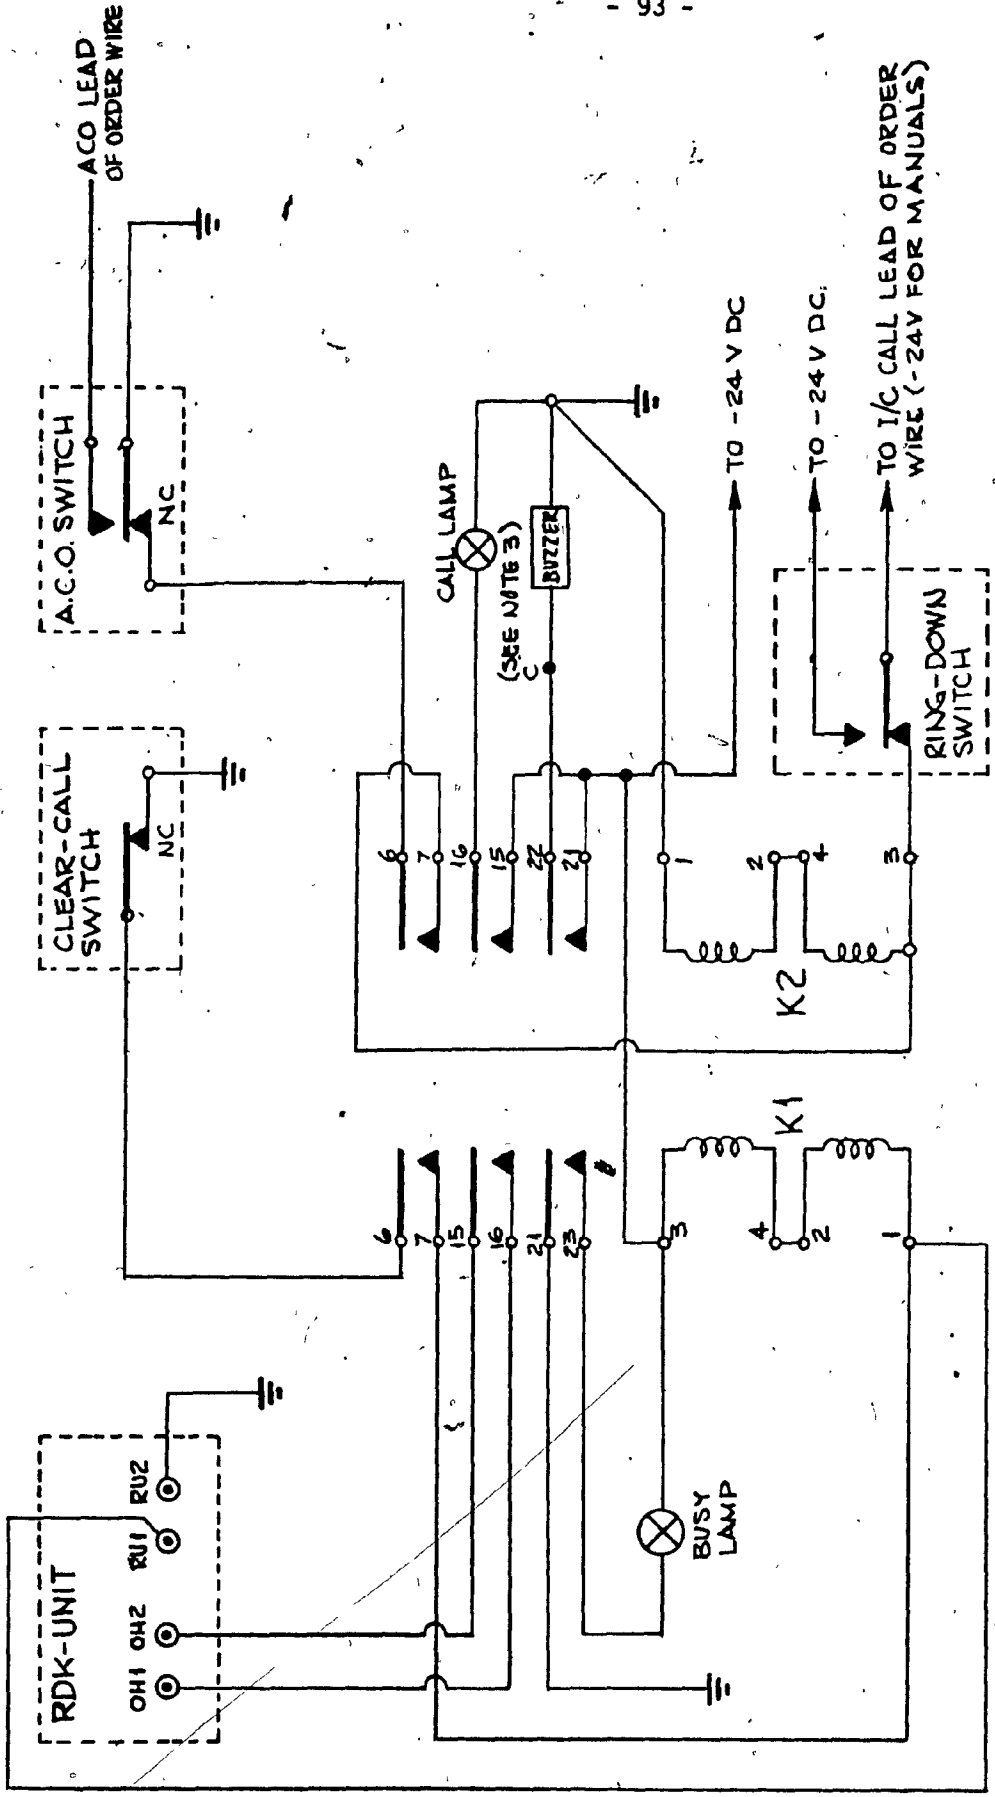 - 93 -
ACO LEAD
OF ORDER WIRE
A.C.O. SWITCH
NC
CLEAR-CALL
SWITCH
NC
RDK-UNIT
OH1 OH2 RU1 RU2
CALL LAMP
(SEE NOTE 3)
C
BUZZER
TO -24 V DC
TO -24 V DC.
TO I/C CALL LEAD OF ORDER
WIRE (-24V FOR MANUALS)
RING-DOWN
SWITCH
6
7
16
15
22
21
1
2
4
3
K2
6
7
15
16
21
23
3
4
2
1
K1
BUSY
LAMP